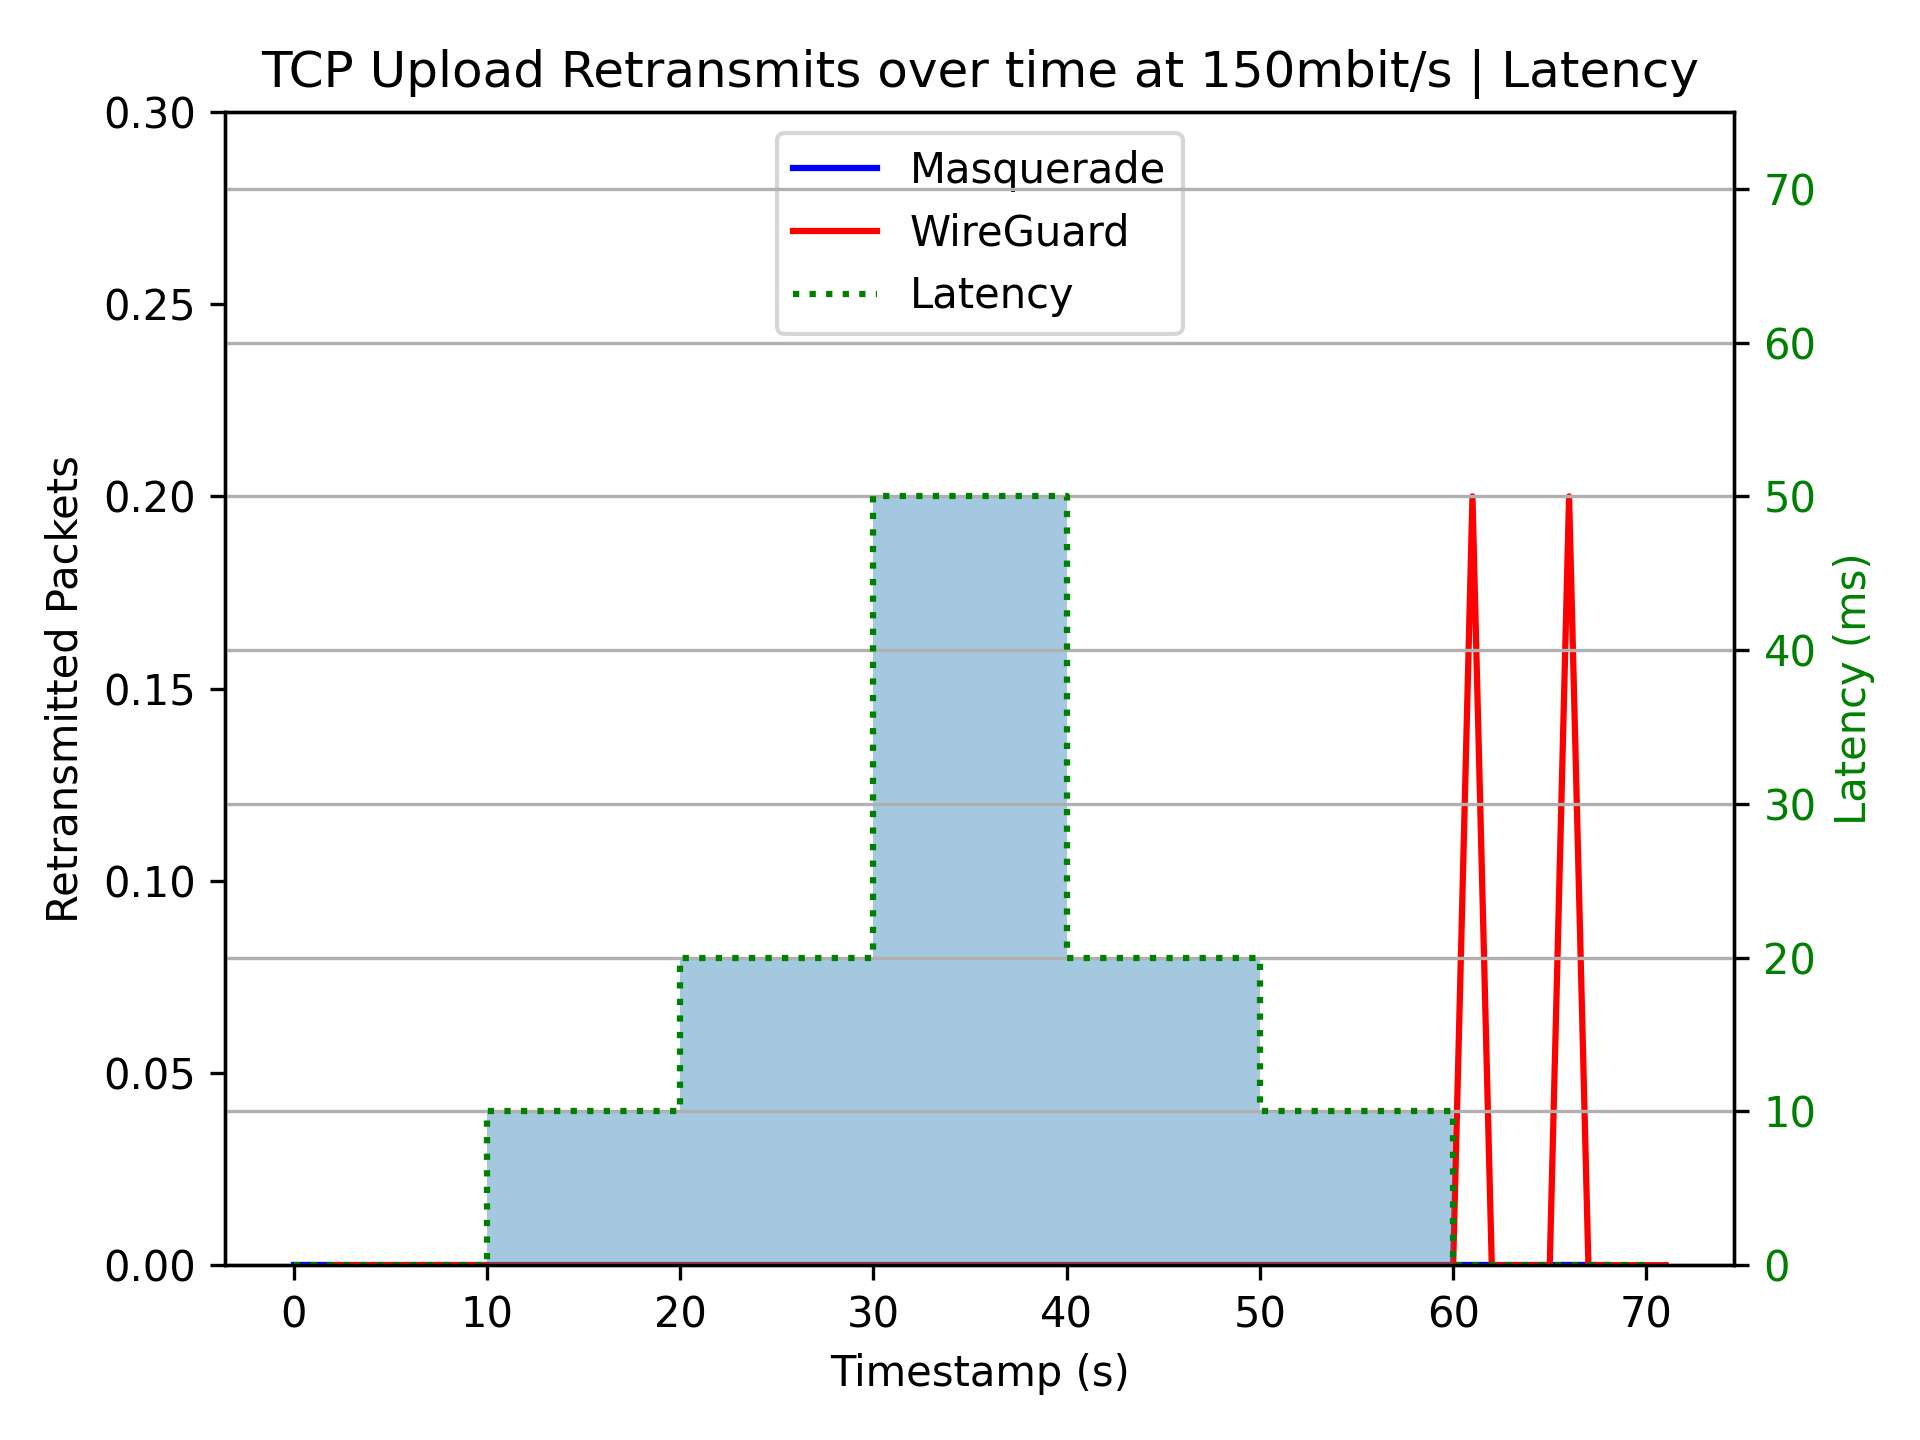 TCP Upload Retransmits over time at 150mbit/s | Latency
Masquerade
WireGuard
Latency
Retransmitted Packets
0.30
0.25
0.20
0.15
0.10
0.05
0.00
70
60
50
40
30
20
10
0
Latency (ms)
0 10 20 30 40 50 60 70
Timestamp (s)